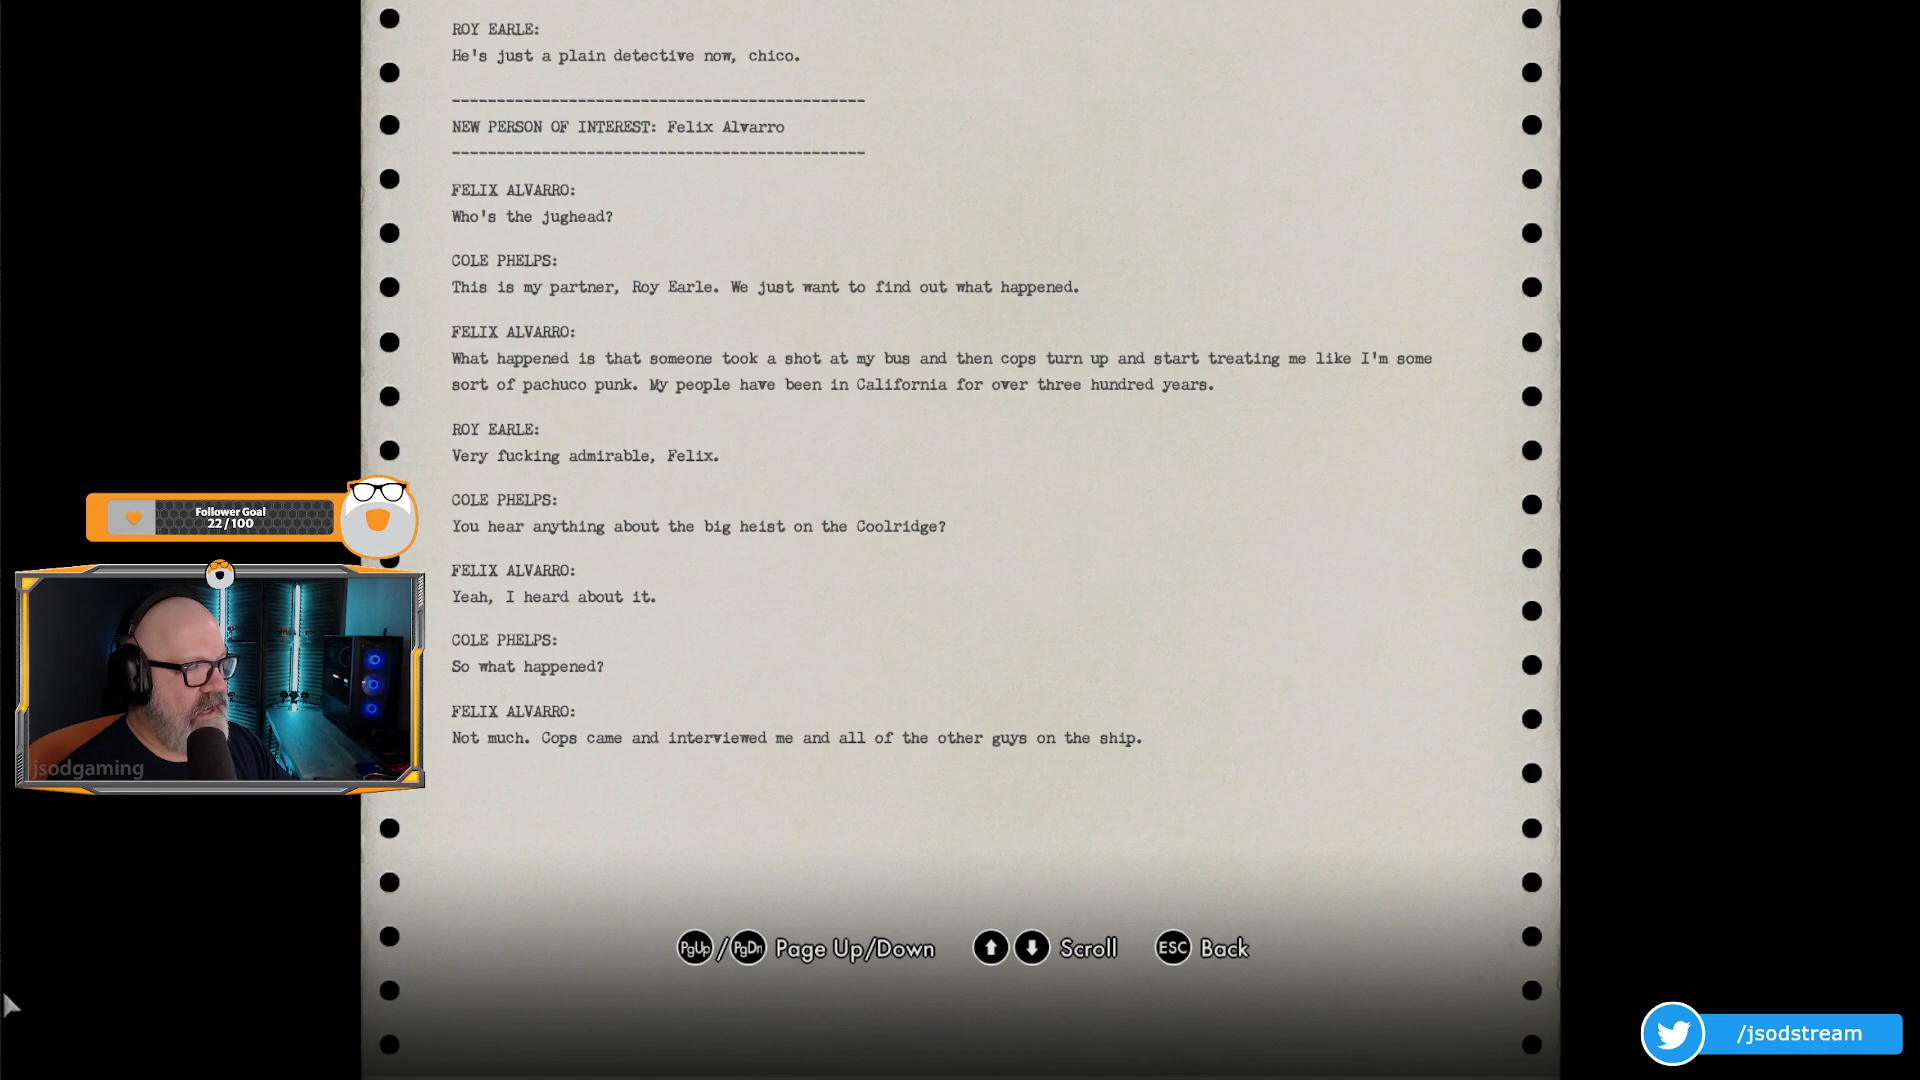 ROY EARLE:
He's just a plain detective now, chico.
----------------------------------------------
NEW PERSON OF INTEREST: Felix Alvarro
----------------------------------------------
FELIX ALVARRO:
Who's the jughead?
COLE PHELPS:
This is my partner, Roy Earle. We just want to find out what happened.
FELIX ALVARRO:
What happened is that someone took a shot at my bus and then cops turn up and start treating me like I'm some
sort of pachuco punk. My people have been in California for over three hundred years.
ROY EARLE:
Very fucking admirable, Felix.
COLE PHELPS:
You hear anything about the big heist on the Coolridge?
FELIX ALVARRO:
Yeah, I heard about it.
COLE PHELPS:
So what happened?
FELIX ALVARRO:
Not much. Cops came and interviewed me and all of the other guys on the ship.
Follower Goal
22/100
jsodgaming
PgUp / PgDn Page Up/Down Scroll ESC Back
/jsodstream